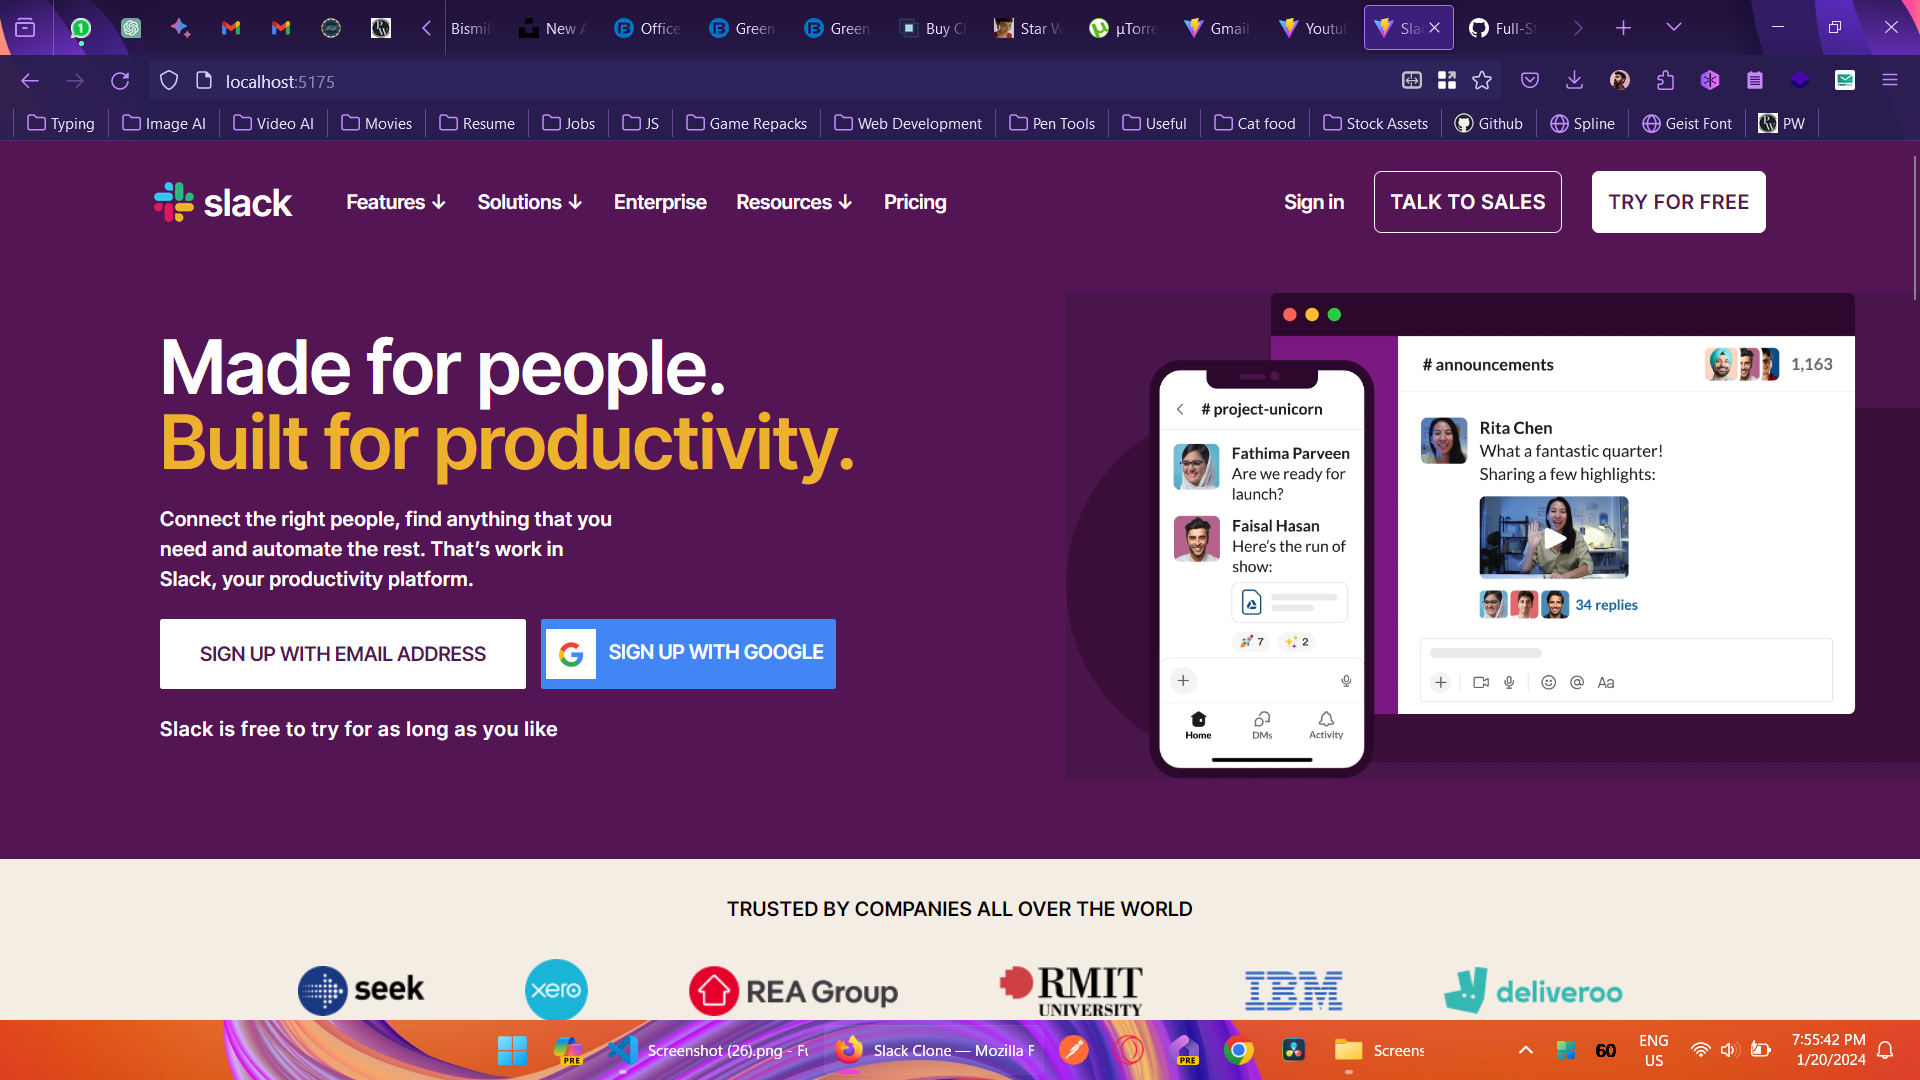 1
Bismil
New A
Office
Green
Green
Buy C
Star W
µTorre
Gmail
Youtu
Slac
Full-S
localhost:5175
Typing
Image AI
Video AI
Movies
Resume
Jobs
JS
Game Repacks
Web Development
Pen Tools
Useful
Cat food
Stock Assets
Github
Spline
Geist Font
PW
slack
Features
Solutions
Enterprise
Resources
Pricing
Sign in
TALK TO SALES
TRY FOR FREE
Made for people.
Built for productivity.
Connect the right people, find anything that you
need and automate the rest. That’s work in
Slack, your productivity platform.
SIGN UP WITH EMAIL ADDRESS
SIGN UP WITH GOOGLE
Slack is free to try for as long as you like
# project-unicorn
Fathima Parveen
Are we ready for
launch?
Faisal Hasan
Here’s the run of
show:
7
2
Home
DMs
Activity
# announcements
1,163
Rita Chen
What a fantastic quarter!
Sharing a few highlights:
34 replies
@
Aa
TRUSTED BY COMPANIES ALL OVER THE WORLD
seek
xero
REA Group
RMIT
UNIVERSITY
IBM
deliveroo
PRE
Screenshot (26).png - Fu
Slack Clone — Mozilla F
PRE
Screens
60
ENG
US
7:55:42 PM
1/20/2024